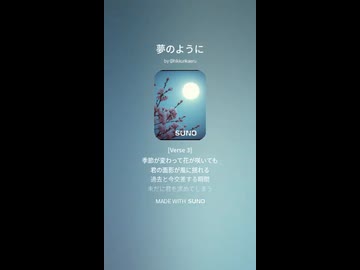 夢のように
SUNO
[Verse 3]
季節が変わって花が咲いても
君の面影が風に揺れる
過去と今交差する瞬間
未だに君を求めてしまう
MADE WITH SUNO